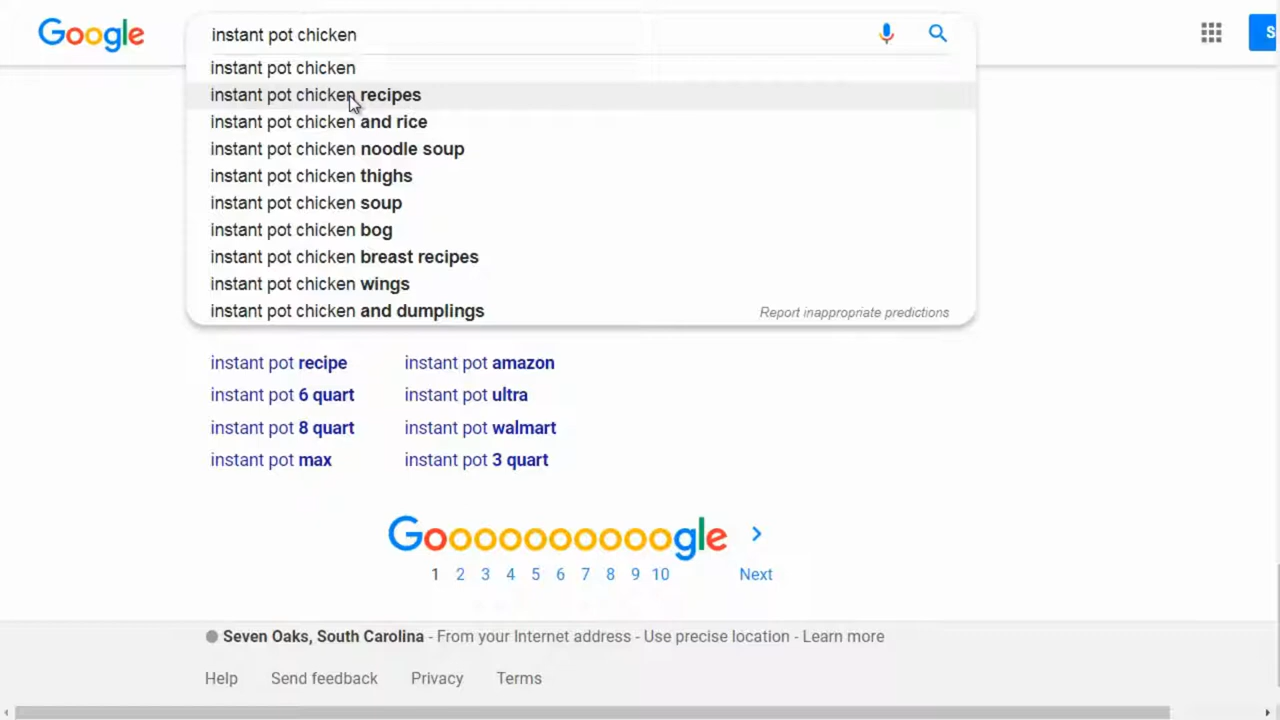 Google
instant pot chicken
S
instant pot chicken
instant pot chicken recipes
instant pot chicken and rice
instant pot chicken noodle soup
instant pot chicken thighs
instant pot chicken soup
instant pot chicken bog
instant pot chicken breast recipes
instant pot chicken wings
instant pot chicken and dumplings
Report inappropriate predictions
instant pot recipe
instant pot amazon
instant pot 6 quart
instant pot ultra
instant pot 8 quart
instant pot walmart
instant pot max
instant pot 3 quart
Goooooooooogle
1 2 3 4 5 6 7 8 9 10 Next
Seven Oaks, South Carolina - From your Internet address - Use precise location - Learn more
Help Send feedback Privacy Terms